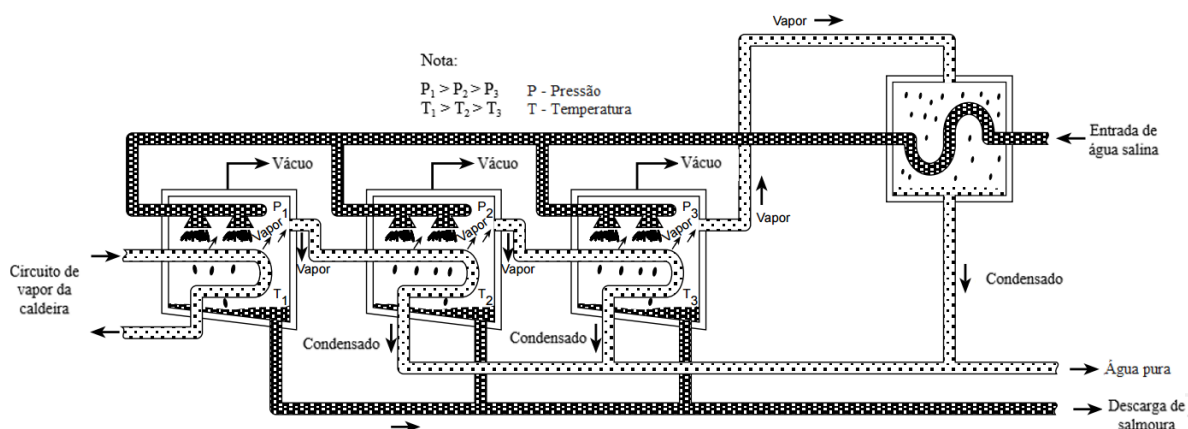 Vapor
Nota:
P1 > P2 > P3 P - Pressão
T1 > T2 > T3 T - Temperatura
Entrada de
água salina
Vácuo
Vácuo
Vácuo
P1
Vapor
P2
Vapor
P3
Vapor
Vapor
Vapor
Vapor
Circuito de
vapor da
caldeira
T1
T2
T3
Condensado
Condensado
Condensado
Água pura
Descarga de
salmoura